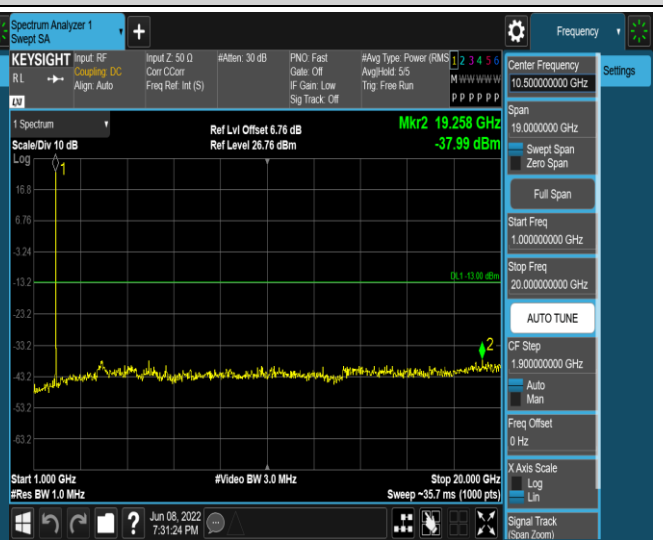 Spectrum Analyzer 1
Swept SA
Frequency
KEYSIGHT
Input: RF
Coupling: DC
Align: Auto
Input Z: 50 Ω
Corr CCorr
Freq Ref: Int (S)
#Atten: 30 dB
PNO: Fast
Gate: Off
IF Gain: Low
Sig Track: Off
#Avg Type: Power (RMS
Avg|Hold: 5/5
Trig: Free Run
1 2 3 4 5 6
M W W W W W
P P P P P P
RL
LXI
1 Spectrum
Scale/Div 10 dB
Log
Ref Lvl Offset 6.76 dB
Ref Level 26.76 dBm
Mkr2 19.258 GHz
-37.99 dBm
1
16.8
6.76
-3.24
-13.2
DL1 -13.00 dBm
-23.2
-33.2
2
-43.2
-53.2
-63.2
Start 1.000 GHz
#Res BW 1.0 MHz
#Video BW 3.0 MHz
Stop 20.000 GHz
Sweep ~35.7 ms (1000 pts)
Jun 08, 2022
7:31:24 PM
Center Frequency
10.500000000 GHz
Span
19.0000000 GHz
Swept Span
Zero Span
Full Span
Start Freq
1.000000000 GHz
Stop Freq
20.000000000 GHz
AUTO TUNE
CF Step
1.900000000 GHz
Auto
Man
Freq Offset
0 Hz
X Axis Scale
Log
Lin
Signal Track
(Span Zoom)
Settings